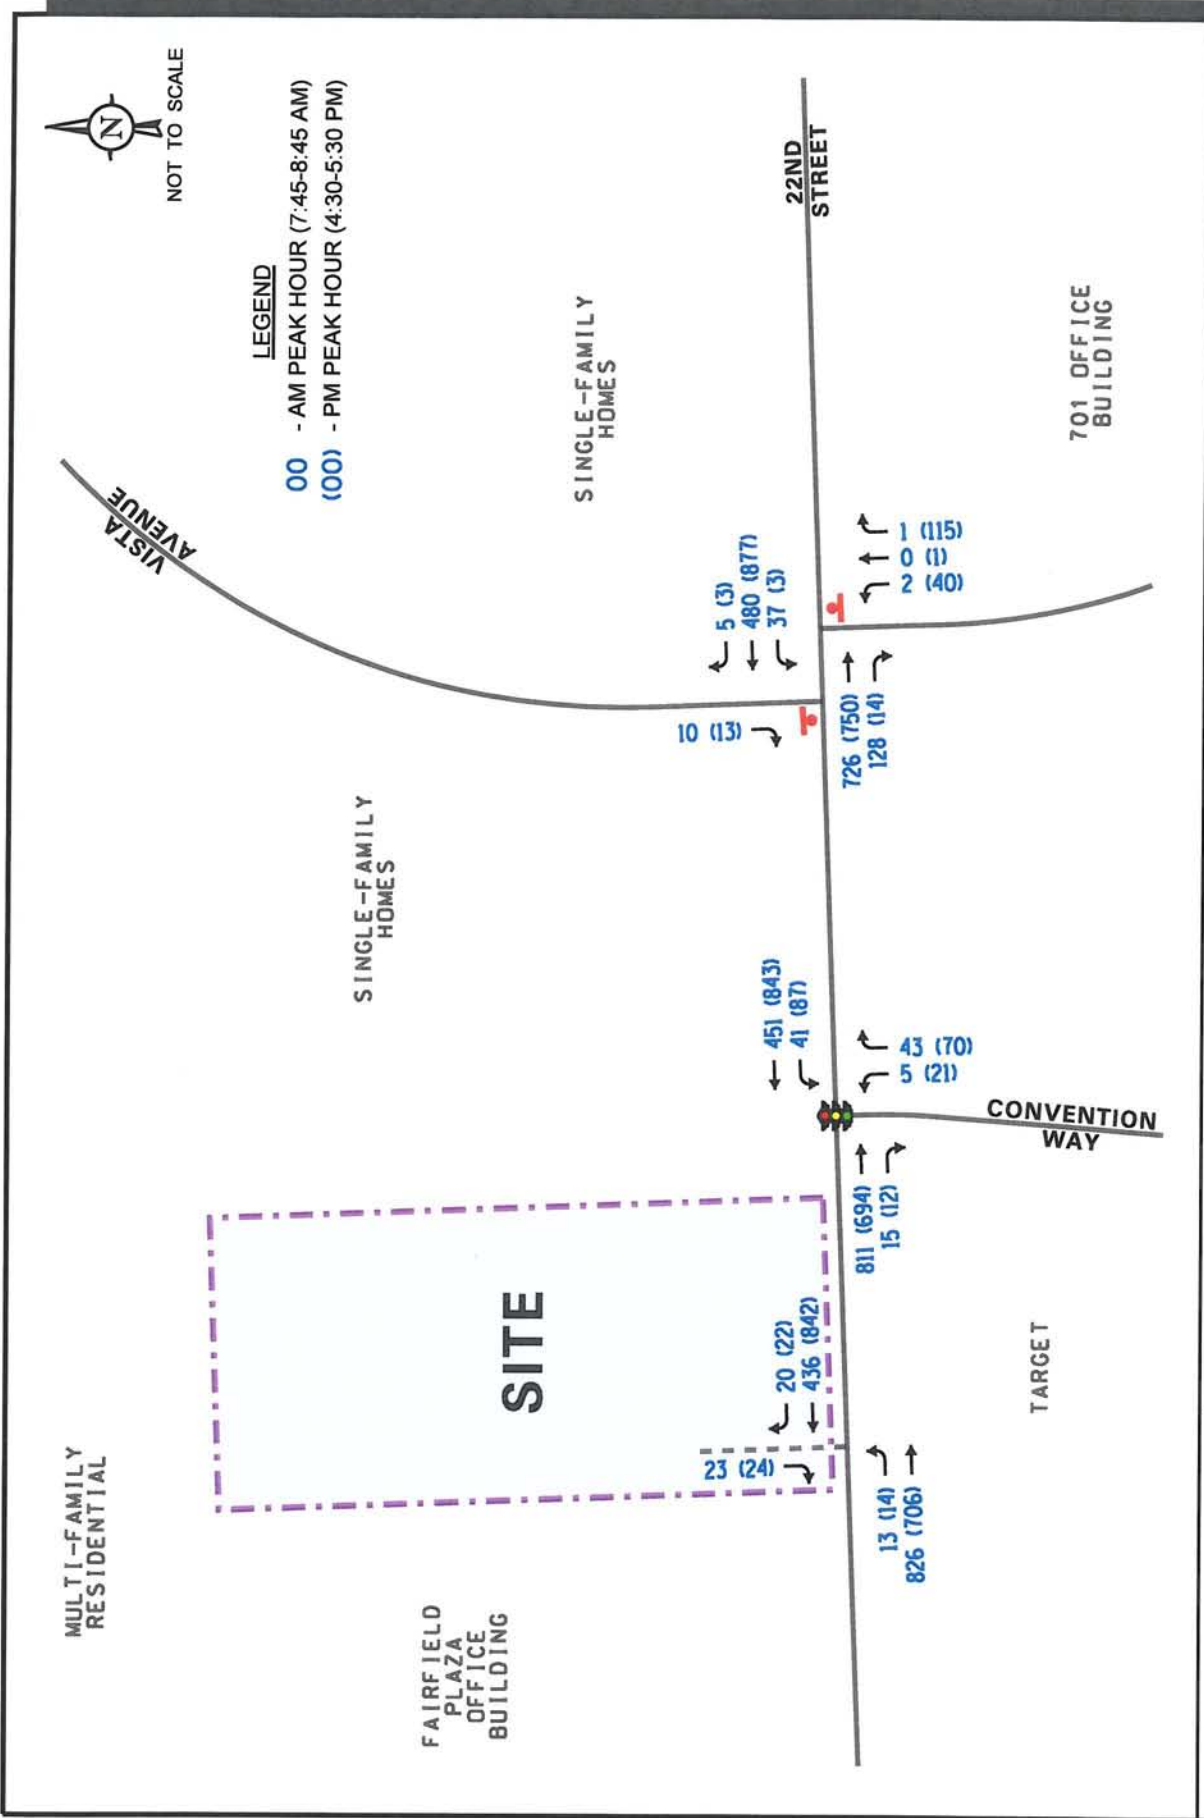 N
NOT TO SCALE
LEGEND
00 - AM PEAK HOUR (7:45-8:45 AM)
(00) - PM PEAK HOUR (4:30-5:30 PM)
MULTI-FAMILY
RESIDENTIAL
VISTA
AVENUE
SINGLE-FAMILY
HOMES
FAIRFIELD
PLAZA
OFFICE
BUILDING
SITE
SINGLE-FAMILY
HOMES
23 (24)
20 (22)
436 (842)
451 (843)
41 (87)
10 (13)
5 (3)
480 (877)
37 (3)
22ND
STREET
13 (14)
826 (706)
811 (694)
15 (12)
43 (70)
5 (21)
726 (750)
128 (14)
1 (115)
0 (1)
2 (40)
TARGET
CONVENTION
WAY
701 OFFICE
BUILDING